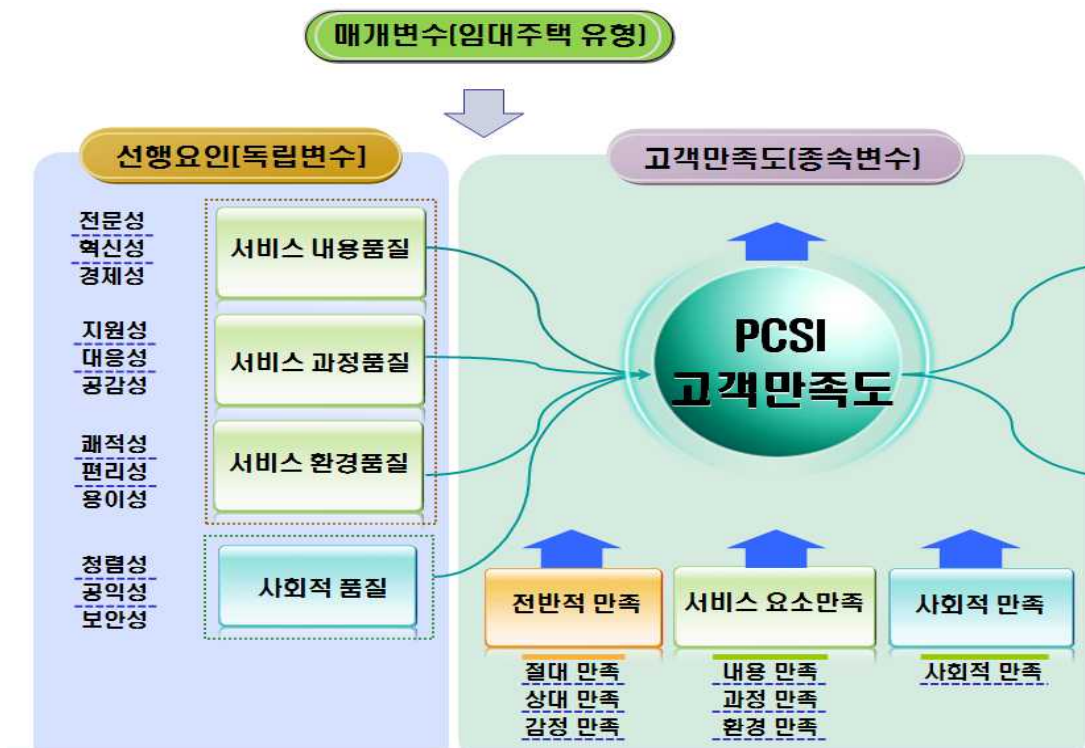 매개변수(임대주택 유형)
선행요인[독립변수]
고객만족도[종속변수]
전문성
혁신성
경제성
서비스 내용품질
지원성
대응성
공감성
서비스 과정품질
쾌적성
편리성
용이성
서비스 환경품질
청렴성
공익성
보안성
사회적 품질
PCSI
고객만족도
전반적 만족
절대 만족
상대 만족
감정 만족
서비스 요소만족
내용 만족
과정 만족
환경 만족
사회적 만족
사회적 만족